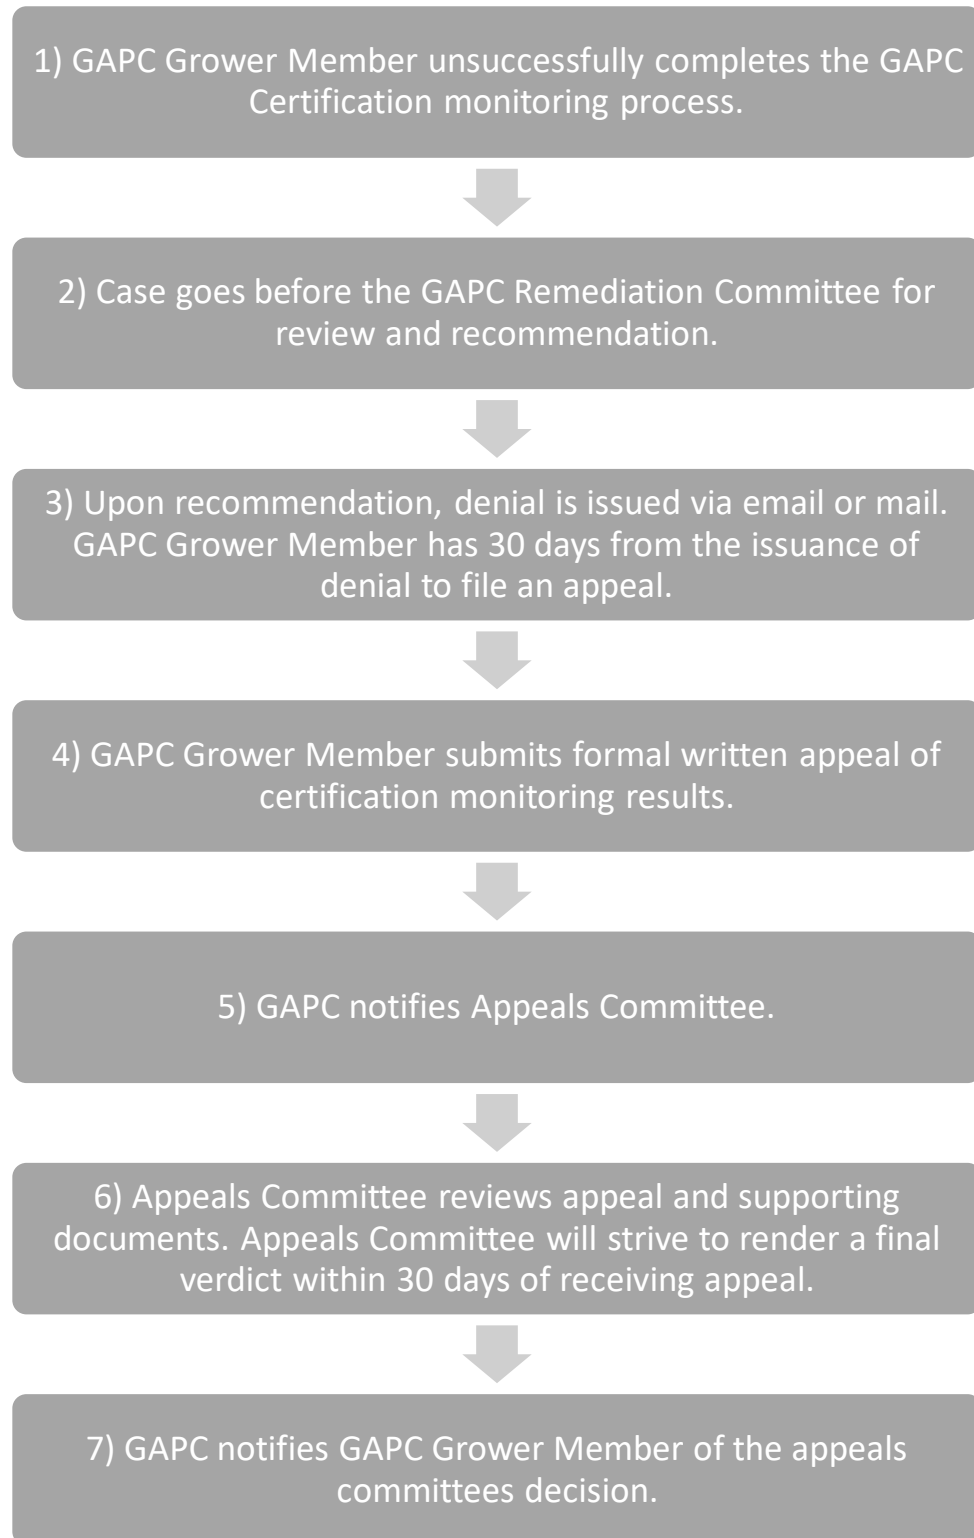 1) GAPC Grower Member unsuccessfully completes the GAPC
Certification monitoring process.
2) Case goes before the GAPC Remediation Committee for
review and recommendation.
3) Upon recommendation, denial is issued via email or mail.
GAPC Grower Member has 30 days from the issuance of
denial to file an appeal.
4) GAPC Grower Member submits formal written appeal of
certification monitoring results.
5) GAPC notifies Appeals Committee.
6) Appeals Committee reviews appeal and supporting
documents. Appeals Committee will strive to render a final
verdict within 30 days of receiving appeal.
7) GAPC notifies GAPC Grower Member of the appeals
committees decision.